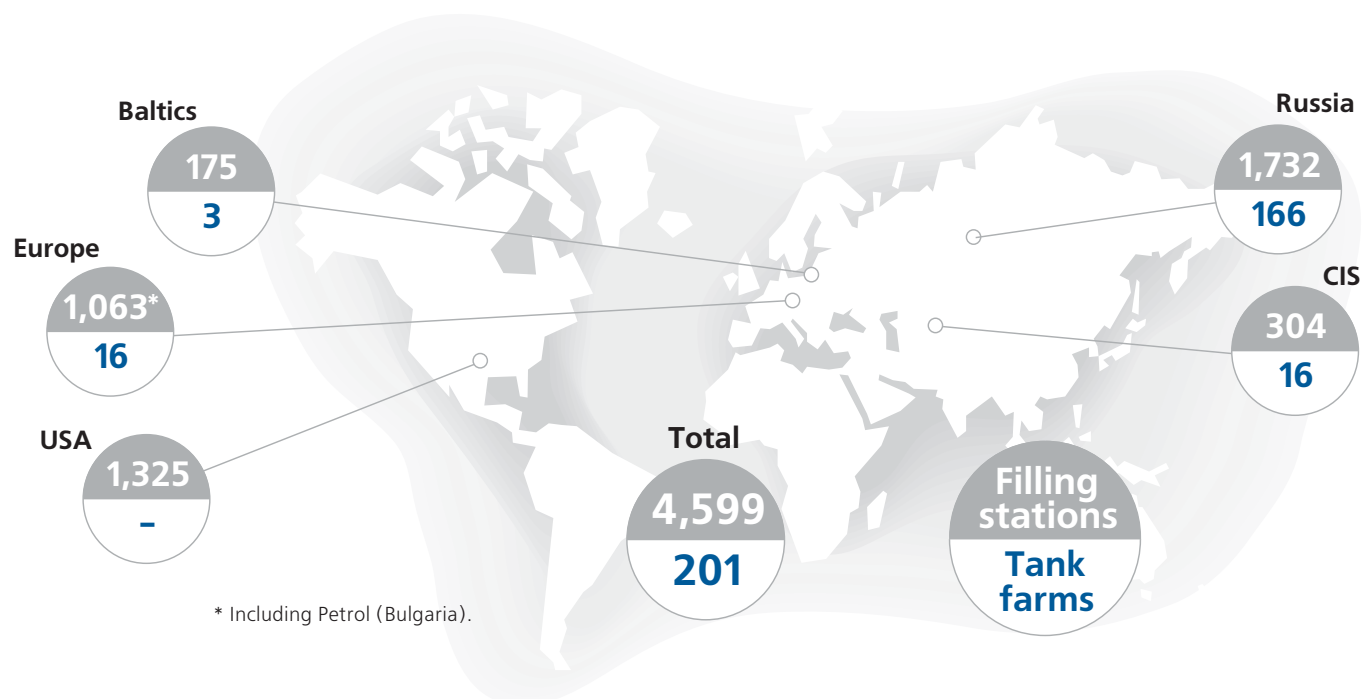 Baltics
175
3
Europe
1,063*
16
USA
1,325
–
Russia
1,732
166
CIS
304
16
Total
4,599
201
Filling
stations
Tank
farms
* Including Petrol (Bulgaria).